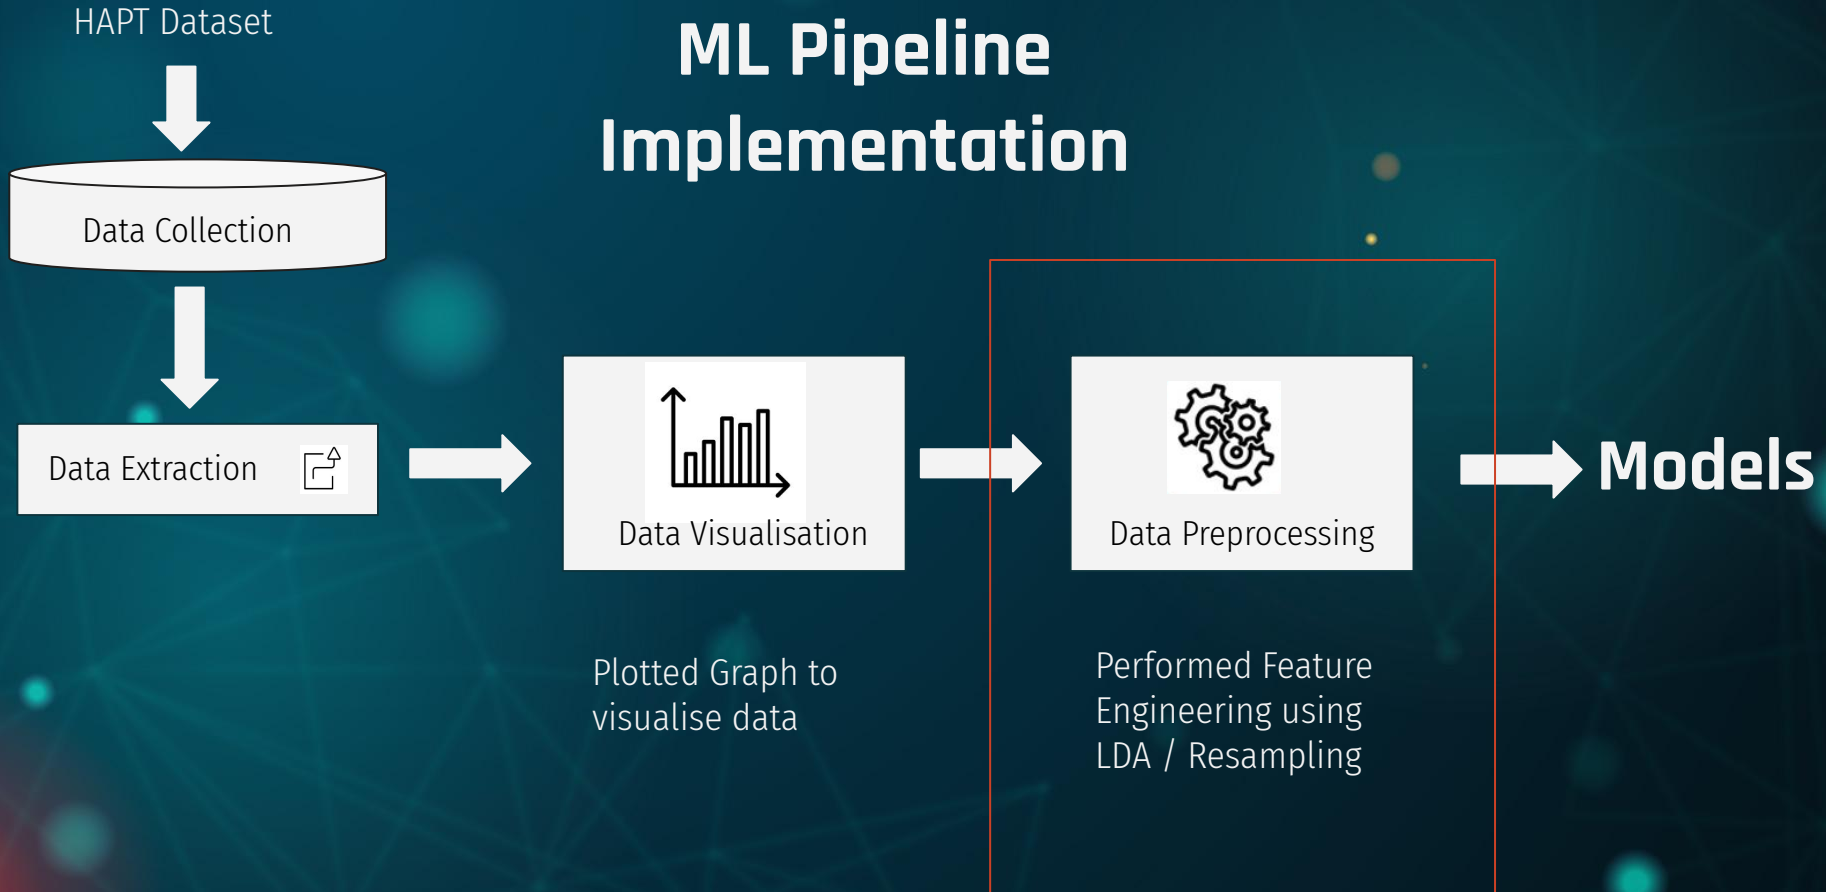 HAPT Dataset
ML Pipeline
Implementation
Data Collection
Data Extraction
Data Visualisation
Data Preprocessing
Models
Plotted Graph to
visualise data
Performed Feature
Engineering using
LDA / Resampling